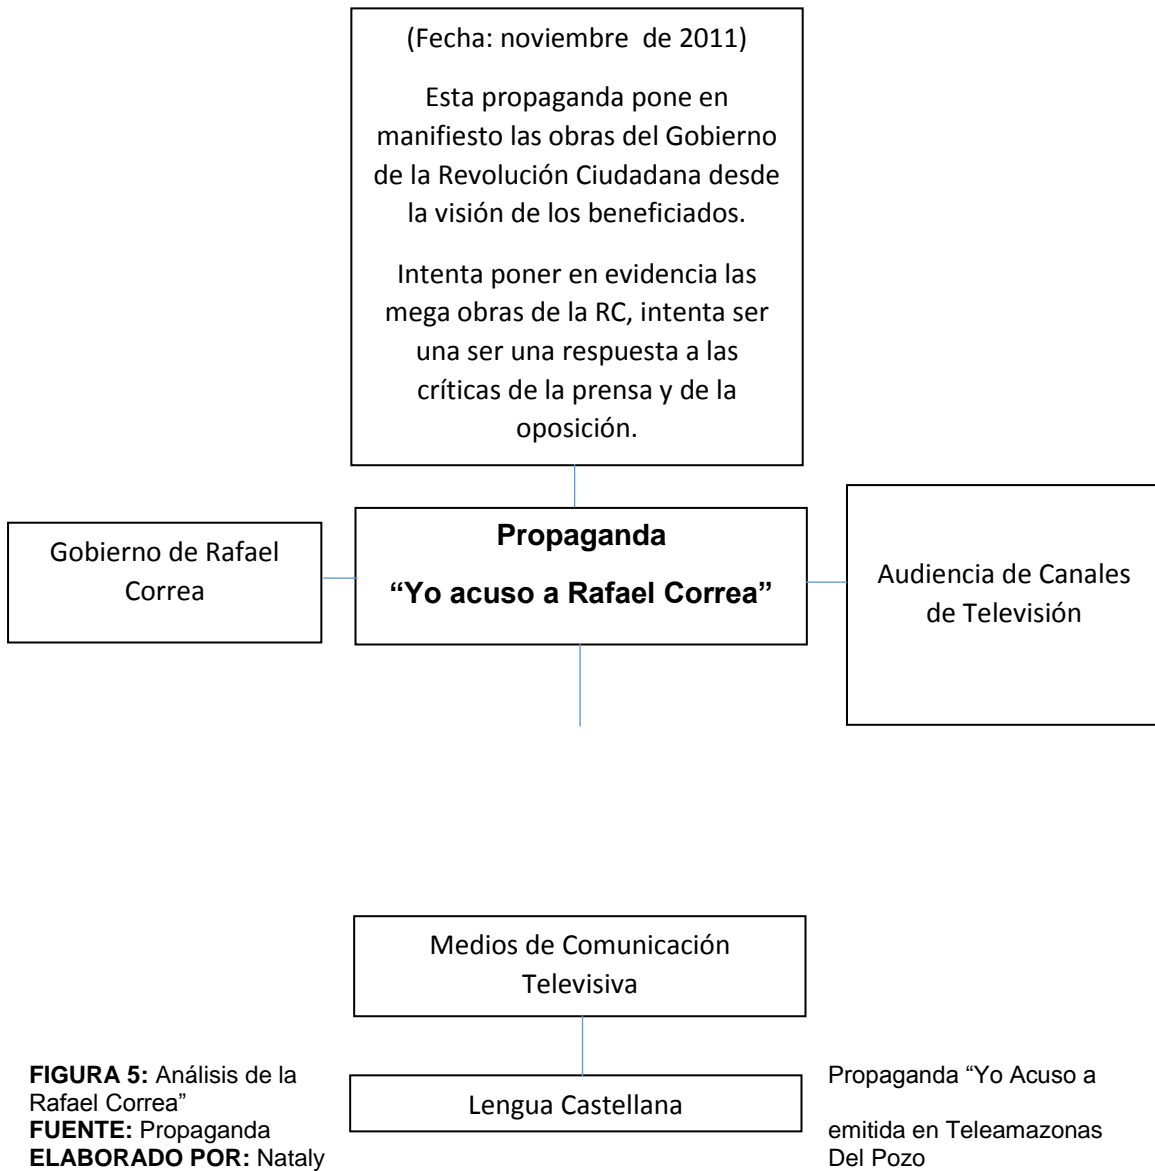 (Fecha: noviembre de 2011)
Esta propaganda pone en
manifiesto las obras del Gobierno
de la Revolución Ciudadana desde
la visión de los beneficiados.
Intenta poner en evidencia las
mega obras de la RC, intenta ser
una ser una respuesta a las
críticas de la prensa y de la
oposición.
Gobierno de Rafael
Correa
Propaganda
“Yo acuso a Rafael Correa”
Audiencia de Canales
de Televisión
Medios de Comunicación
Televisiva
Lengua Castellana
FIGURA 5: Análisis de la Propaganda “Yo Acuso a
Rafael Correa”
FUENTE: Propaganda emitida en Teleamazonas
ELABORADO POR: Nataly Del Pozo